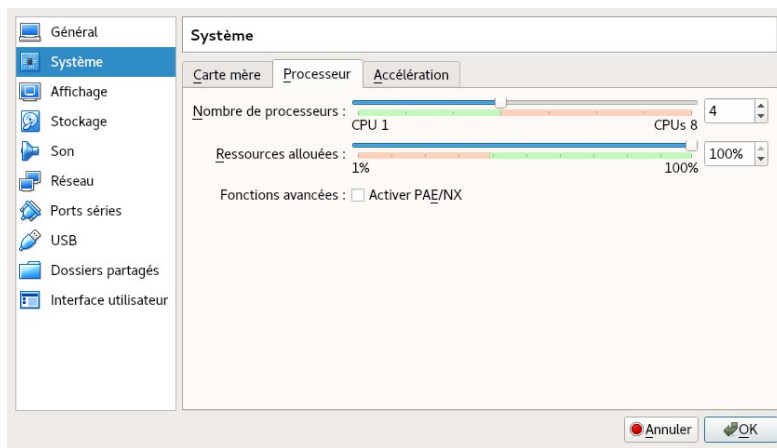 Général
Système
Affichage
Stockage
Son
Réseau
Ports séries
USB
Dossiers partagés
Interface utilisateur
Système
Carte mère Processeur Accélération
Nombre de processeurs : 4
CPU 1 CPUs 8
Ressources allouées : 100%
1% 100%
Fonctions avancées : Activer PAE/NX
Annuler OK